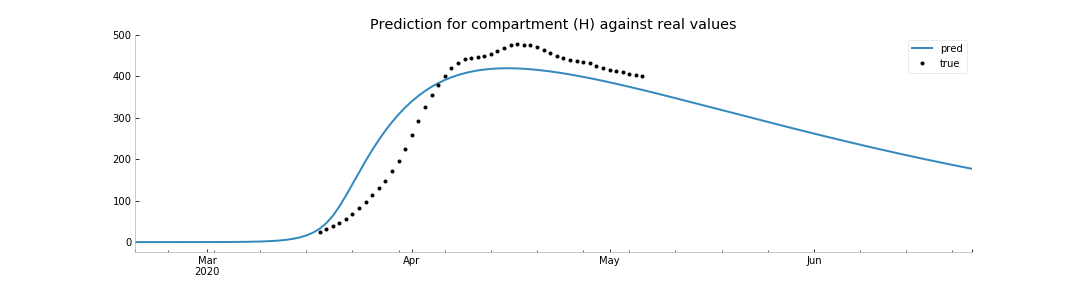 Prediction for compartment (H) against real values
500
400
300
200
100
0
pred
true
Mar
2020
Apr
May
Jun